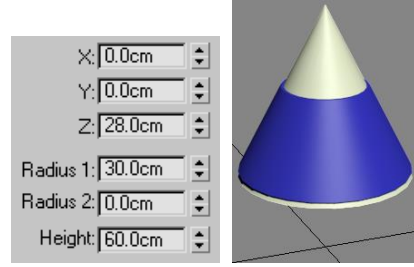 X: 0.0cm
Y: 0.0cm
Z: 28.0cm
Radius 1: 30.0cm
Radius 2: 0.0cm
Height: 60.0cm